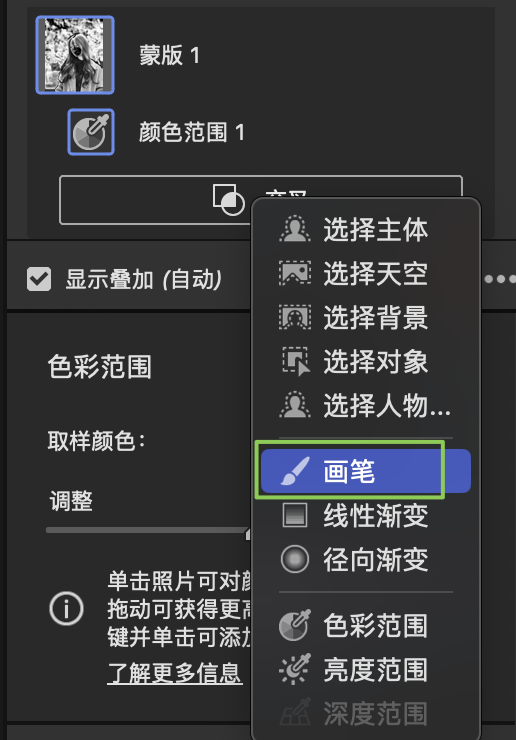 蒙版 1
颜色范围 1
选择主体
选择天空
显示叠加 (自动)
选择背景
选择对象
色彩范围
选择人物...
取样颜色：
画笔
调整
线性渐变
径向渐变
单击照片可对
拖动可获得更
键并单击可添
了解更多信息
色彩范围
亮度范围
深度范围